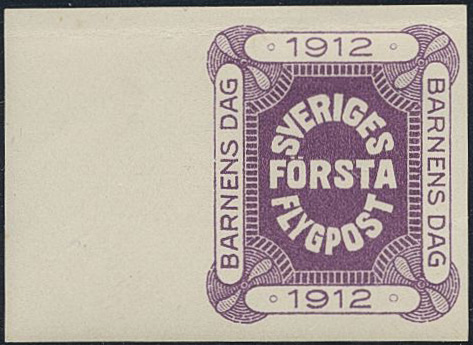 1912
BARNENS DAG
SVERIGES
FÖRSTA
FLYGPOST
BARNENS DAG
1912